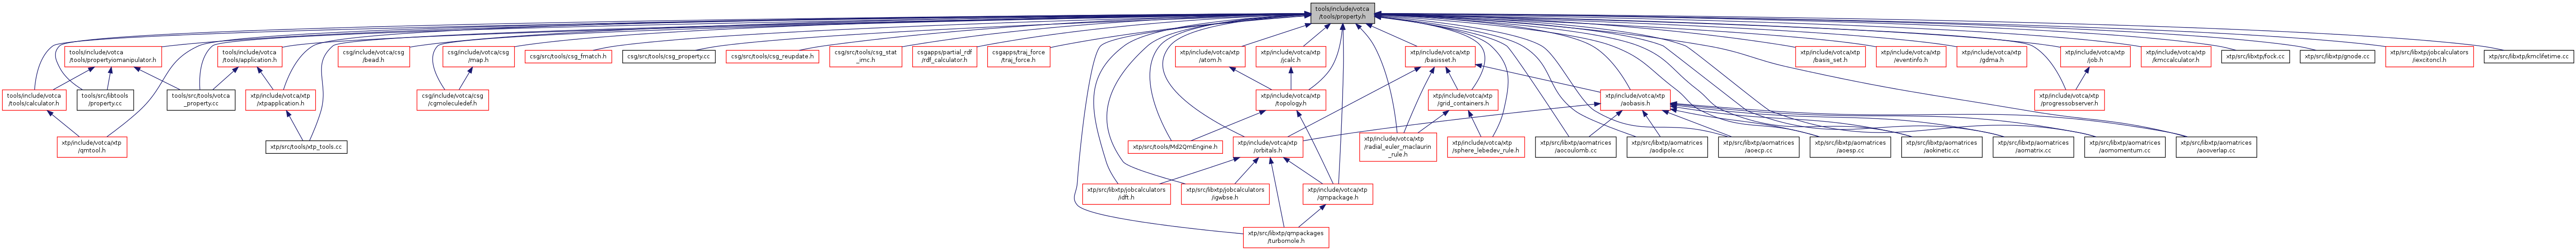 tools/include/votca
/tools/property.h
tools/include/votca
/tools/propertyiomanipulator.h
tools/include/votca
/tools/application.h
csg/include/votca/csg
/bead.h
csg/include/votca/csg
/map.h
csg/src/tools/csg_fmatch.h
csg/src/tools/csg_property.cc
csg/src/tools/csg_reupdate.h
csg/src/tools/csg_stat
_imc.h
csgapps/partial_rdf
/rdf_calculator.h
csgapps/traj_force
/traj_force.h
xtp/include/votca/xtp
/atom.h
xtp/include/votca/xtp
/jcalc.h
xtp/include/votca/xtp
/basisset.h
xtp/include/votca/xtp
/basis_set.h
xtp/include/votca/xtp
/eventinfo.h
xtp/include/votca/xtp
/gdma.h
xtp/include/votca/xtp
/job.h
xtp/include/votca/xtp
/kmccalculator.h
xtp/src/libxtp/fock.cc
xtp/src/libxtp/gnode.cc
xtp/src/libxtp/jobcalculators
/iexcitoncl.h
xtp/src/libxtp/kmclifetime.cc
tools/include/votca
/tools/calculator.h
tools/src/libtools
/property.cc
tools/src/tools/votca
_property.cc
xtp/include/votca/xtp
/xtpapplication.h
csg/include/votca/csg
/cgmoleculedef.h
xtp/include/votca/xtp
/topology.h
xtp/include/votca/xtp
/grid_containers.h
xtp/include/votca/xtp
/aobasis.h
xtp/include/votca/xtp
/progressobserver.h
xtp/include/votca/xtp
/qmtool.h
xtp/src/tools/xtp_tools.cc
xtp/src/tools/Md2QmEngine.h
xtp/include/votca/xtp
/orbitals.h
xtp/include/votca/xtp
/radial_euler_maclaurin
_rule.h
xtp/include/votca/xtp
/sphere_lebedev_rule.h
xtp/src/libxtp/aomatrices
/aocoulomb.cc
xtp/src/libxtp/aomatrices
/aodipole.cc
xtp/src/libxtp/aomatrices
/aoecp.cc
xtp/src/libxtp/aomatrices
/aoesp.cc
xtp/src/libxtp/aomatrices
/aokinetic.cc
xtp/src/libxtp/aomatrices
/aomatrix.cc
xtp/src/libxtp/aomatrices
/aomomentum.cc
xtp/src/libxtp/aomatrices
/aooverlap.cc
xtp/src/libxtp/jobcalculators
/idft.h
xtp/src/libxtp/jobcalculators
/igwbse.h
xtp/include/votca/xtp
/qmpackage.h
xtp/src/libxtp/qmpackages
/turbomole.h